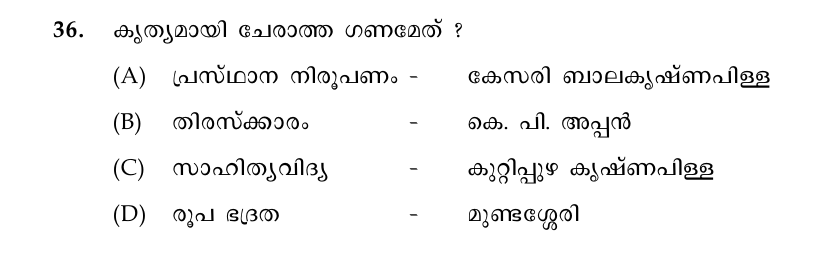 36. കൃത്യമായി ചേരാത്ത ഗണമേത് ?
(A) പ്രസ്ഥാന നിരൂപണം - കേസരി ബാലകൃഷ്ണപിള്ള
(B) തിരസ്ക്കാരം - കെ. പി. അപ്പൻ
(C) സാഹിത്യവിദ്യ - കുറ്റിപ്പുഴ കൃഷ്ണപിള്ള
(D) രൂപ ഭദ്രത - മുണ്ടശ്ശേരി